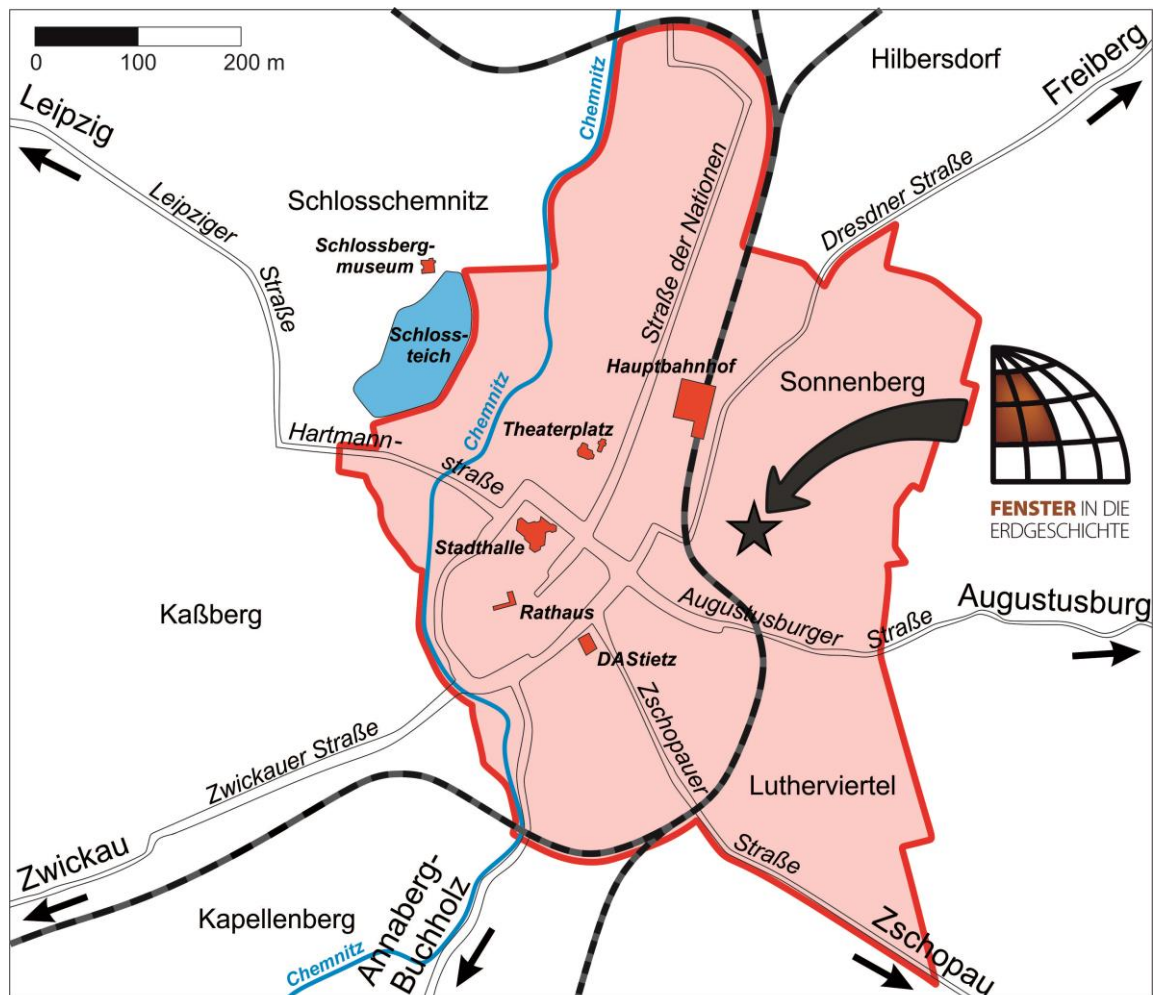 0 100 200 m
Hilbersdorf
Freiberg
Leipzig
Chemnitz
Leipziger
Straße
Schlosschemnitz
Schlossberg-
museum
Straße der Nationen
Dresdner Straße
Schloss-
teich
Hauptbahnhof
Sonnenberg
Chemnitz
Theaterplatz
Hartmann-
straße
FENSTER IN DIE
ERDGESCHICHTE
Stadthalle
Kaßberg
Rathaus
Augustusburger
Straße
Augustusburg
DAStietz
Zschopauer
Straße
Zwickauer Straße
Lutherviertel
Zwickau
Kapellenberg
Annaberg-
Buchholz
Chemnitz
Zschopau